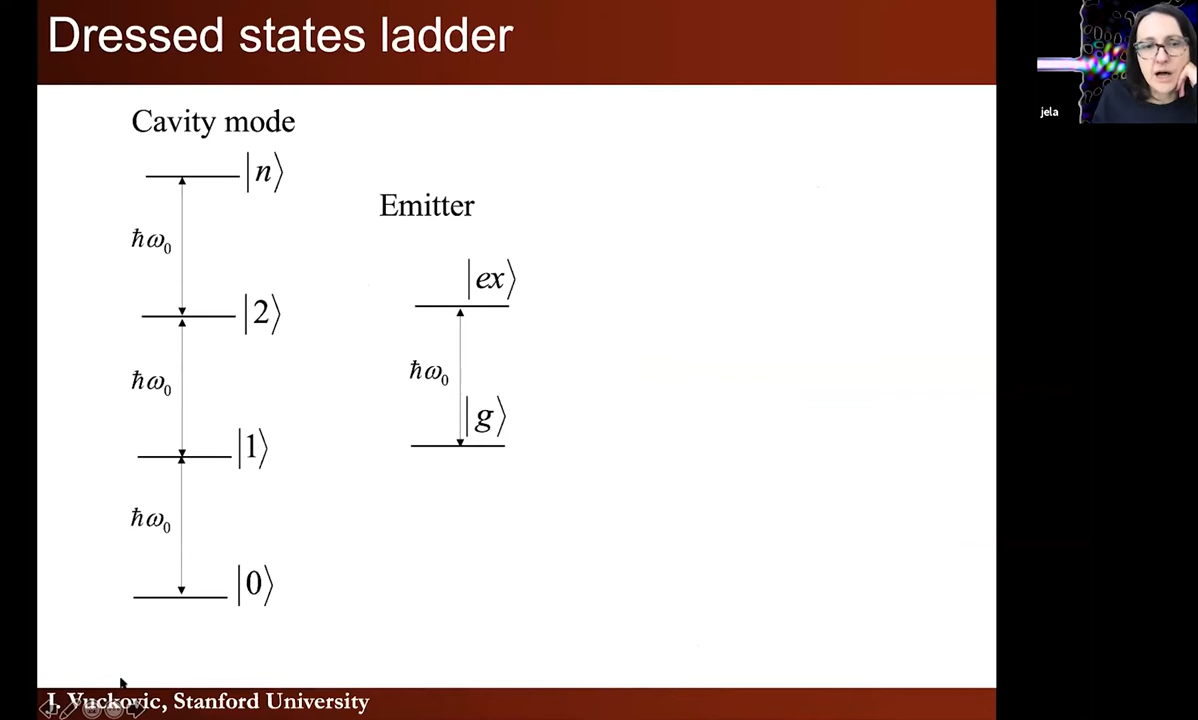 Dressed states ladder
Cavity mode
|n⟩
ħω₀
|2⟩
ħω₀
|1⟩
ħω₀
|0⟩
Emitter
|ex⟩
ħω₀
|g⟩
J. Vuckovic, Stanford University
jela